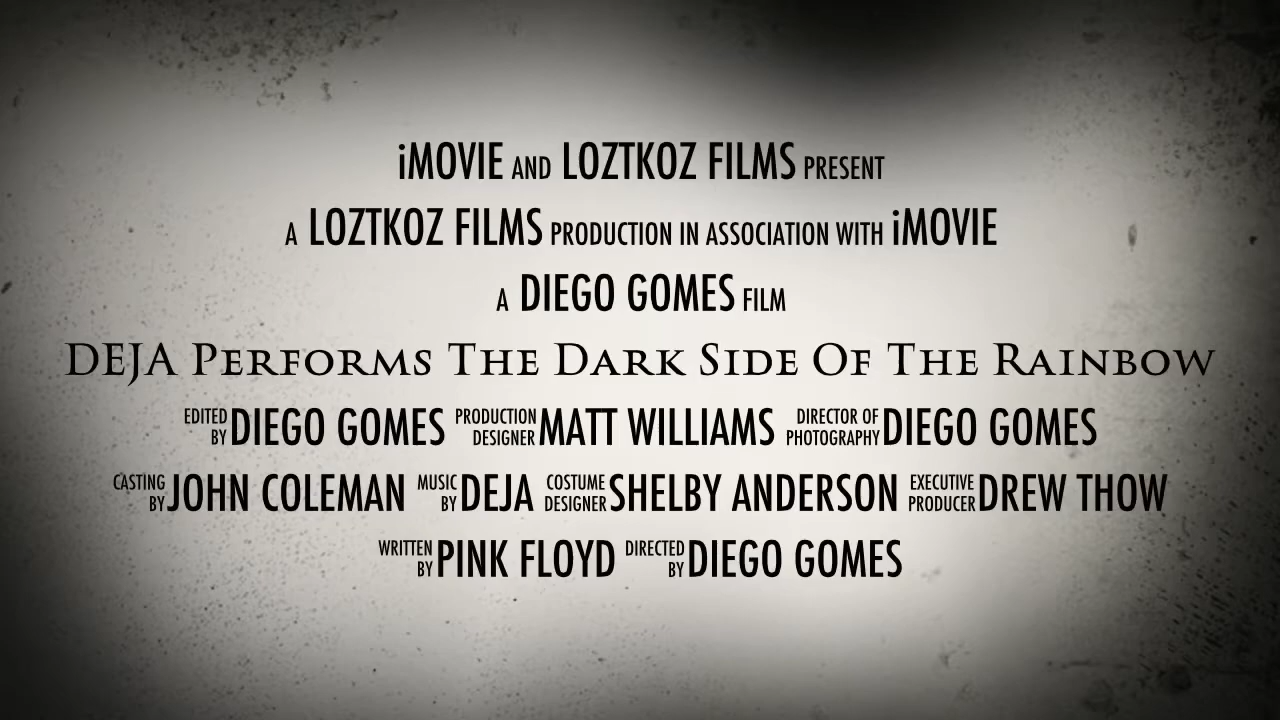 iMOVIE AND LOZTKOZ FILMS PRESENT
A LOZTKOZ FILMS PRODUCTION IN ASSOCIATION WITH iMOVIE
A DIEGO GOMES FILM
DEJA PERFORMS THE DARK SIDE OF THE RAINBOW
EDITED BY DIEGO GOMES PRODUCTION DESIGNER MATT WILLIAMS DIRECTOR OF PHOTOGRAPHY DIEGO GOMES
CASTING BY JOHN COLEMAN MUSIC BY DEJA COSTUME DESIGNER SHELBY ANDERSON EXECUTIVE PRODUCER DREW THOW
WRITTEN BY PINK FLOYD DIRECTED BY DIEGO GOMES